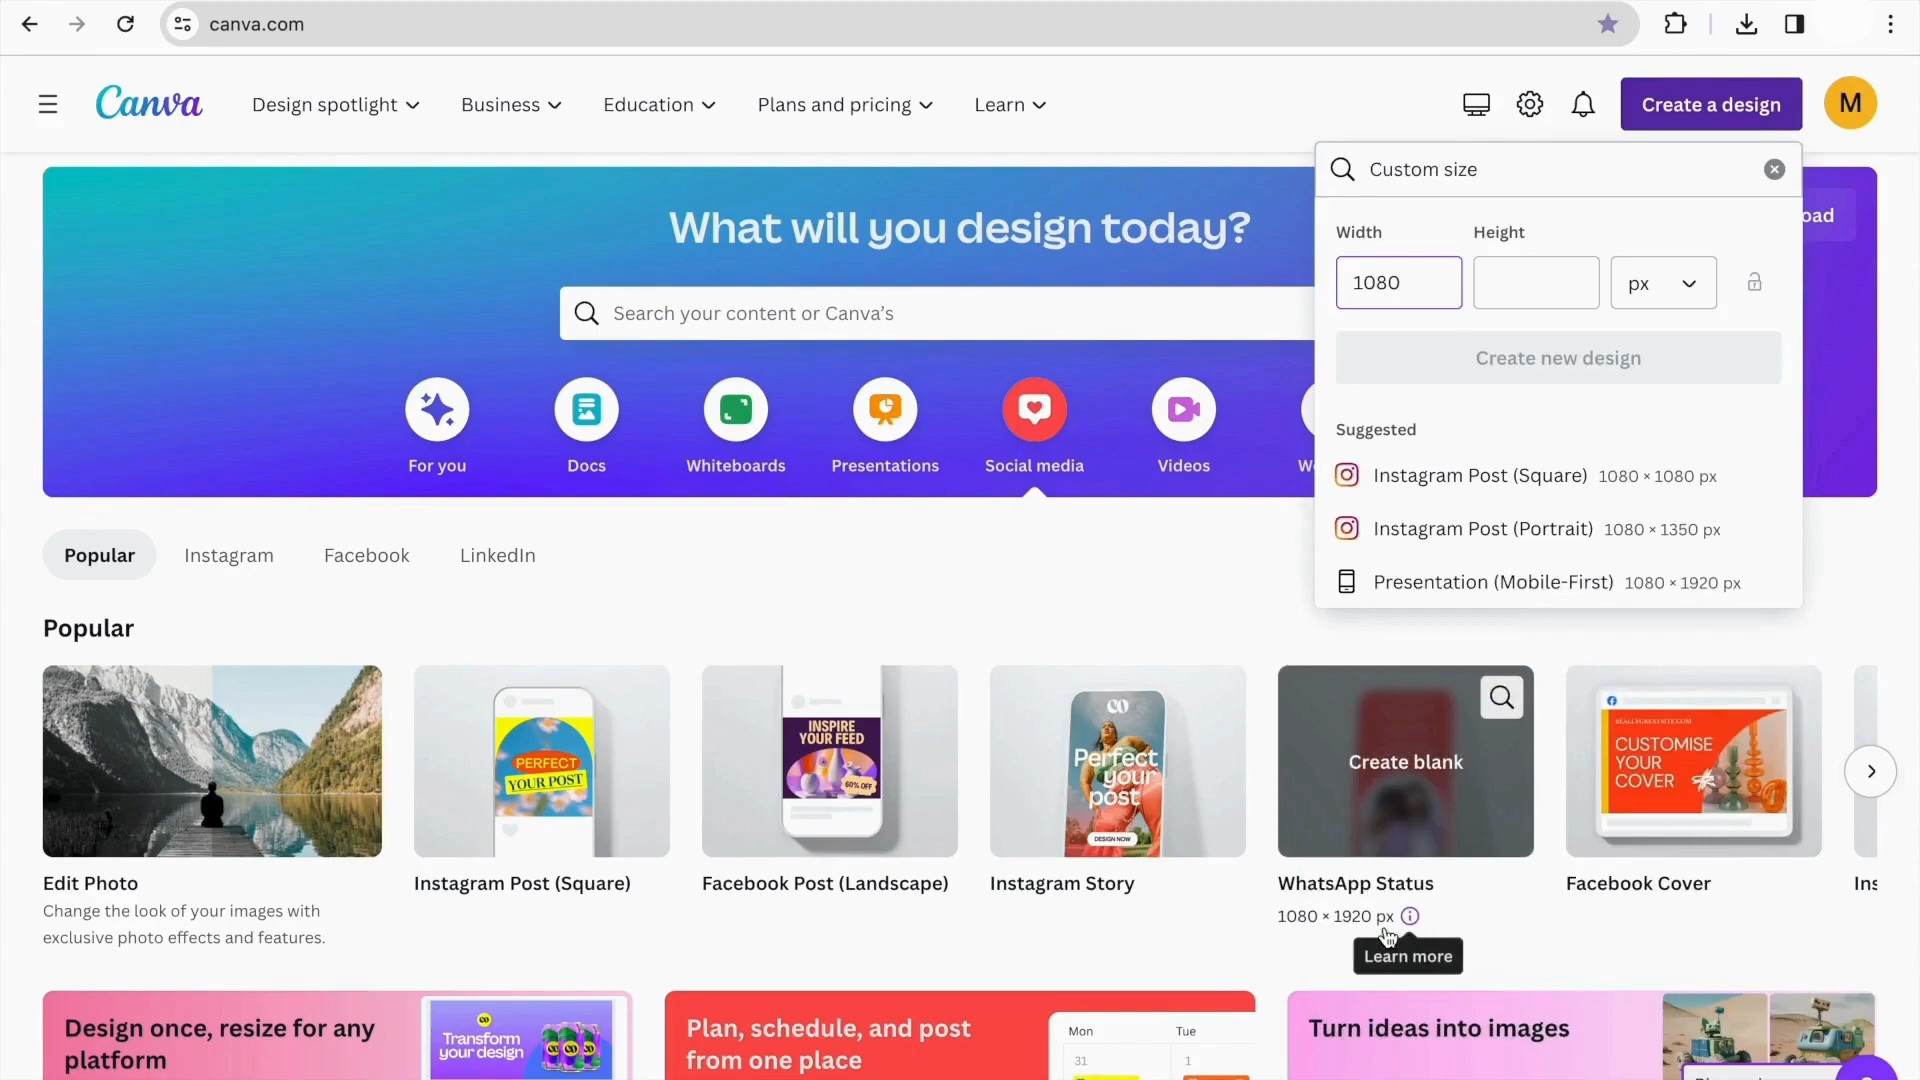 canva.com
Canva
Design spotlight
Business
Education
Plans and pricing
Learn
Create a design
M
Custom size
Width
Height
1080
px
Create new design
Suggested
Instagram Post (Square) 1080 × 1080 px
Instagram Post (Portrait) 1080 × 1350 px
Presentation (Mobile-First) 1080 × 1920 px
What will you design today?
Search your content or Canva's
For you
Docs
Whiteboards
Presentations
Social media
Videos
Popular
Instagram
Facebook
LinkedIn
Popular
PERFECT
YOUR POST
INSPIRE
YOUR FEED
60% OFF
Perfect
your
post
DESIGN NOW
Create blank
REALLYGREATSITE.COM
CUSTOMISE
YOUR
COVER
Edit Photo
Change the look of your images with
exclusive photo effects and features.
Instagram Post (Square)
Facebook Post (Landscape)
Instagram Story
WhatsApp Status
1080 × 1920 px
Learn more
Facebook Cover
Design once, resize for any
platform
Transform
your design
Plan, schedule, and post
from one place
Mon
Tue
31
1
Turn ideas into images